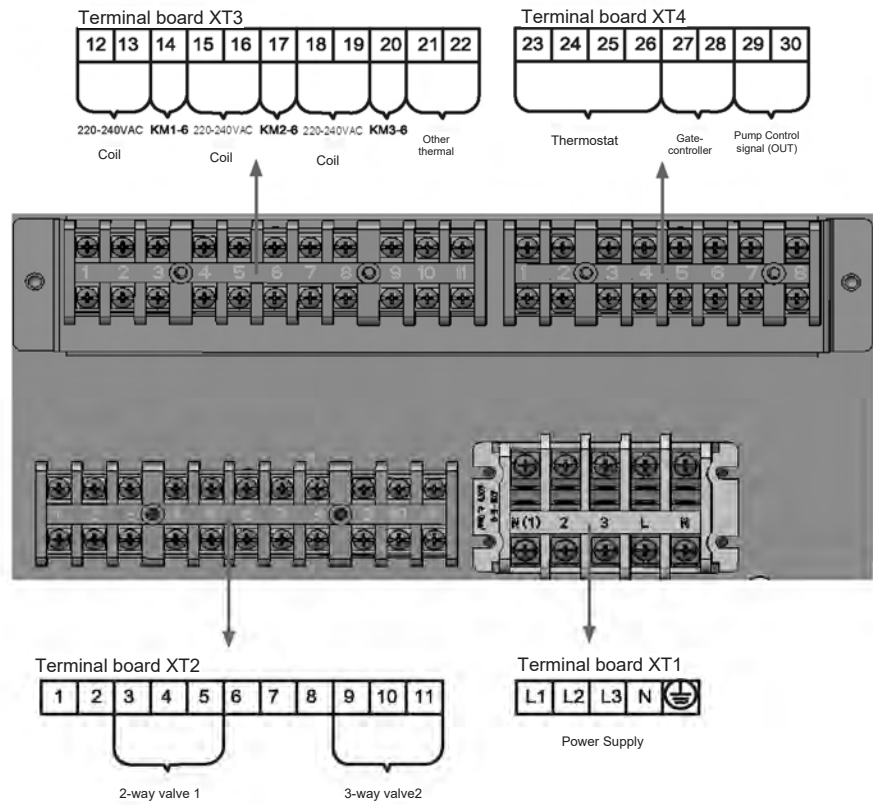 Terminal board XT3
12 13 14 15 16 17 18 19 20 21 22
220-240VAC KM1-6 220-240VAC KM2-6 220-240VAC KM3-6 Other thermal
Coil Coil Coil
Terminal board XT4
23 24 25 26 27 28 29 30
Thermostat
Gate-
controller
Pump Control
signal (OUT)
1 2 3 4 5 6 7 8 9 10 11
1 2 3 4 5 6 7 8
N(1) 2 3 L N
Terminal board XT2
1 2 3 4 5 6 7 8 9 10 11
2-way valve 1
3-way valve2
Terminal board XT1
L1 L2 L3 N
Power Supply